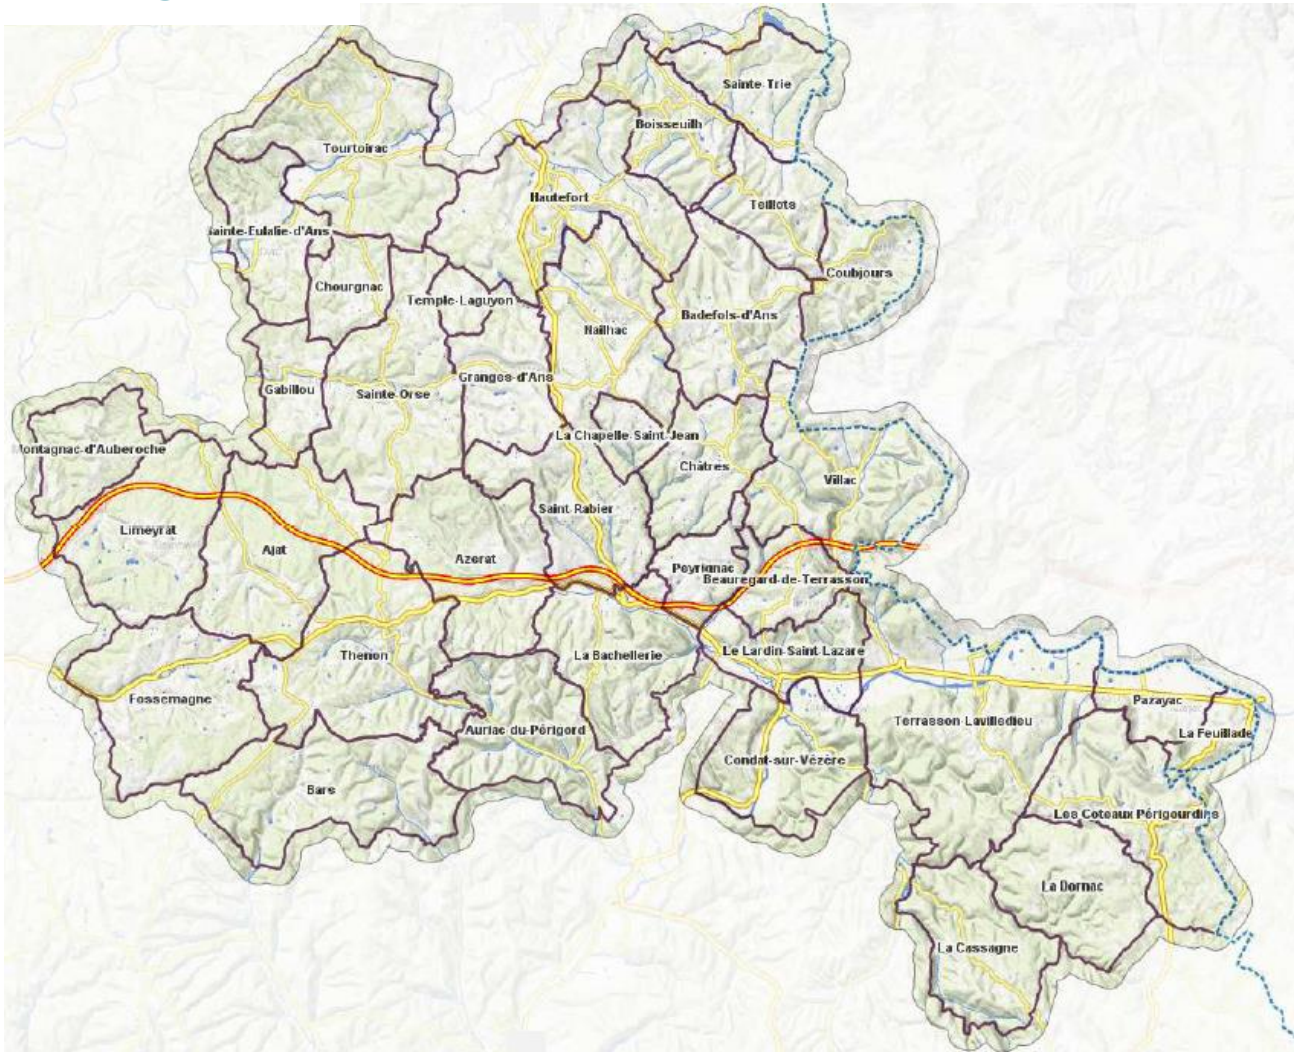 Sainte-Trie
Boisseuilh
Tourtoirac
Hautefort
Teillots
Sainte-Eulalie-d'Ans
Coubjours
Chourgnac
Temple-Laguyon
Badefols-d'Ans
Nailhac
Granges-d'Ans
Gabillou
Sainte-Orse
La Chapelle-Saint-Jean
Montagnac-d'Auberoche
Châtres
Villac
Saint-Rabier
Limeyrat
Ajat
Azerat
Peyrignac
Beauregard-de-Terrasson
Thenon
La Bachellerie
Le Lardin-Saint-Lazare
Fossemagne
Pazayac
Terrasson-Lavilledieu
Auriac-du-Périgord
La Feuillade
Condat-sur-Vézère
Bars
Les Coteaux Périgourdins
La Dornac
La Cassagne